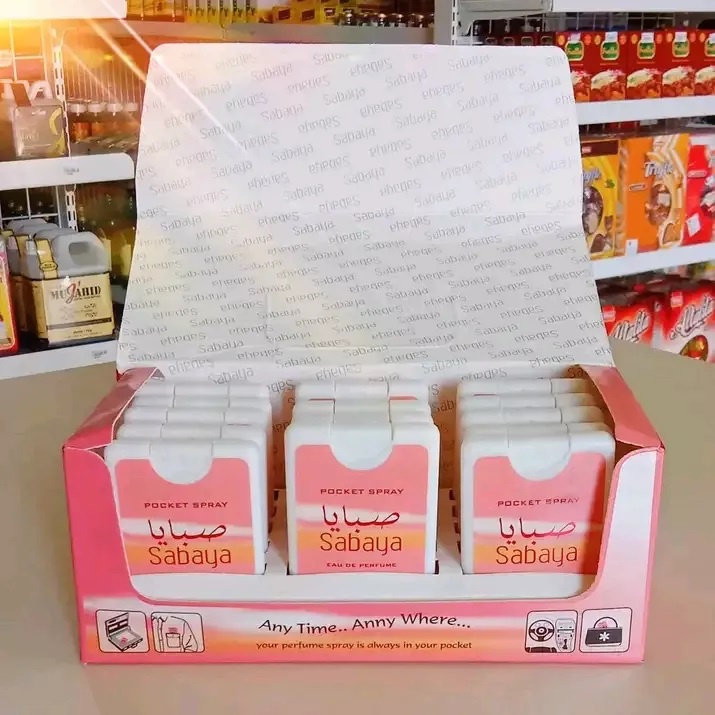 Sabaya
MUJAHID
POCKET SPRAY
صبايا
Sabaya
POCKET SPRAY
صبايا
Sabaya
EAU DE PERFUME
POCKET SPRAY
صبايا
Sabaya
Any Time.. Anny Where...
your perfume spray is always in your pocket